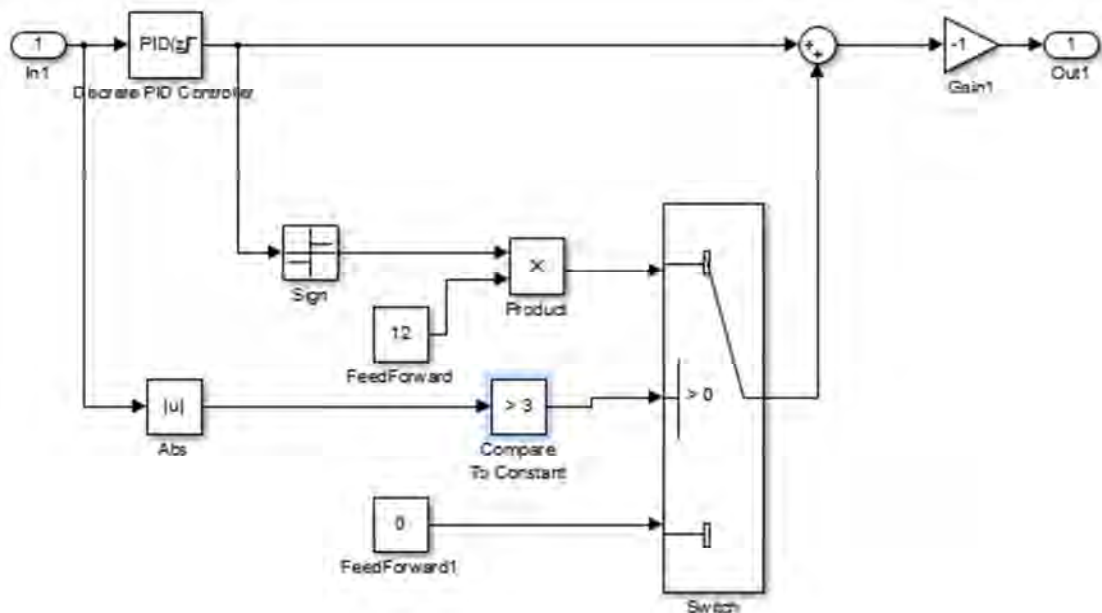 1
In1
PID(z)
Discrete PID Controller
+
+
-1
Gain1
1
Out1
Sign
×
Product
12
FeedForward
|u|
Abs
> 3
Compare
To Constant
> 0
0
FeedForward1
Switch